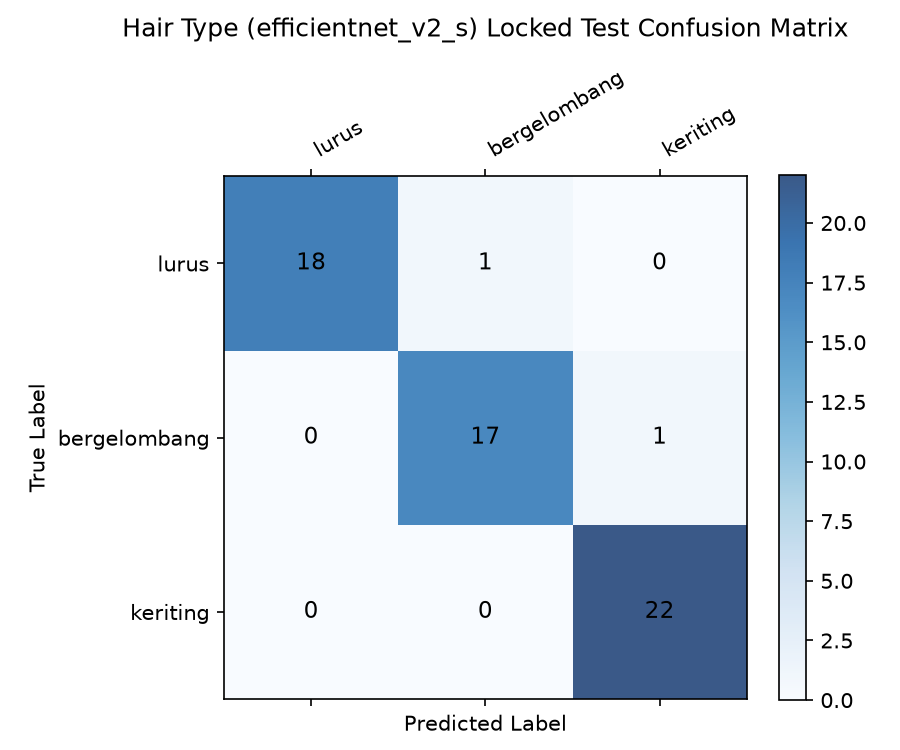 Hair Type (efficientnet_v2_s) Locked Test Confusion Matrix
lurus
bergelombang
keriting
lurus
18
1
0
bergelombang
0
17
1
keriting
0
0
22
True Label
Predicted Label
20.0
17.5
15.0
12.5
10.0
7.5
5.0
2.5
0.0